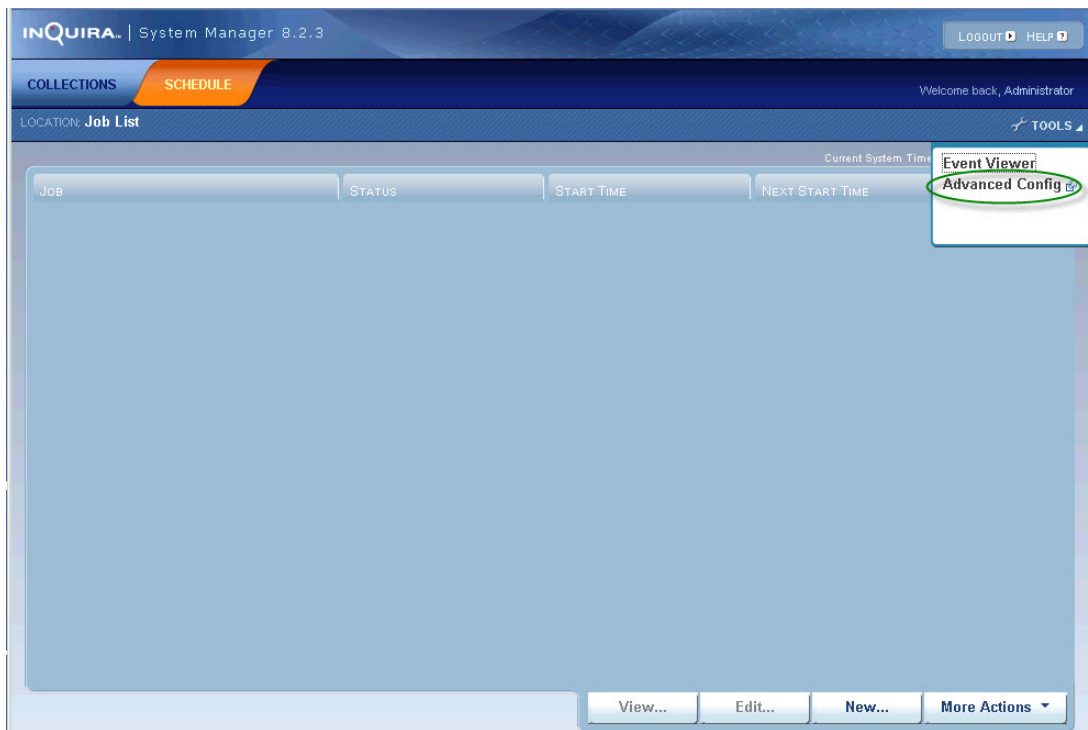 INQUIRA™ | System Manager 8.2.3
LOGOUT HELP
COLLECTIONS SCHEDULE
Welcome back, Administrator
LOCATION: Job List
TOOLS
Current System Time
Event Viewer
Advanced Config
JOB STATUS START TIME NEXT START TIME
View... Edit... New... More Actions